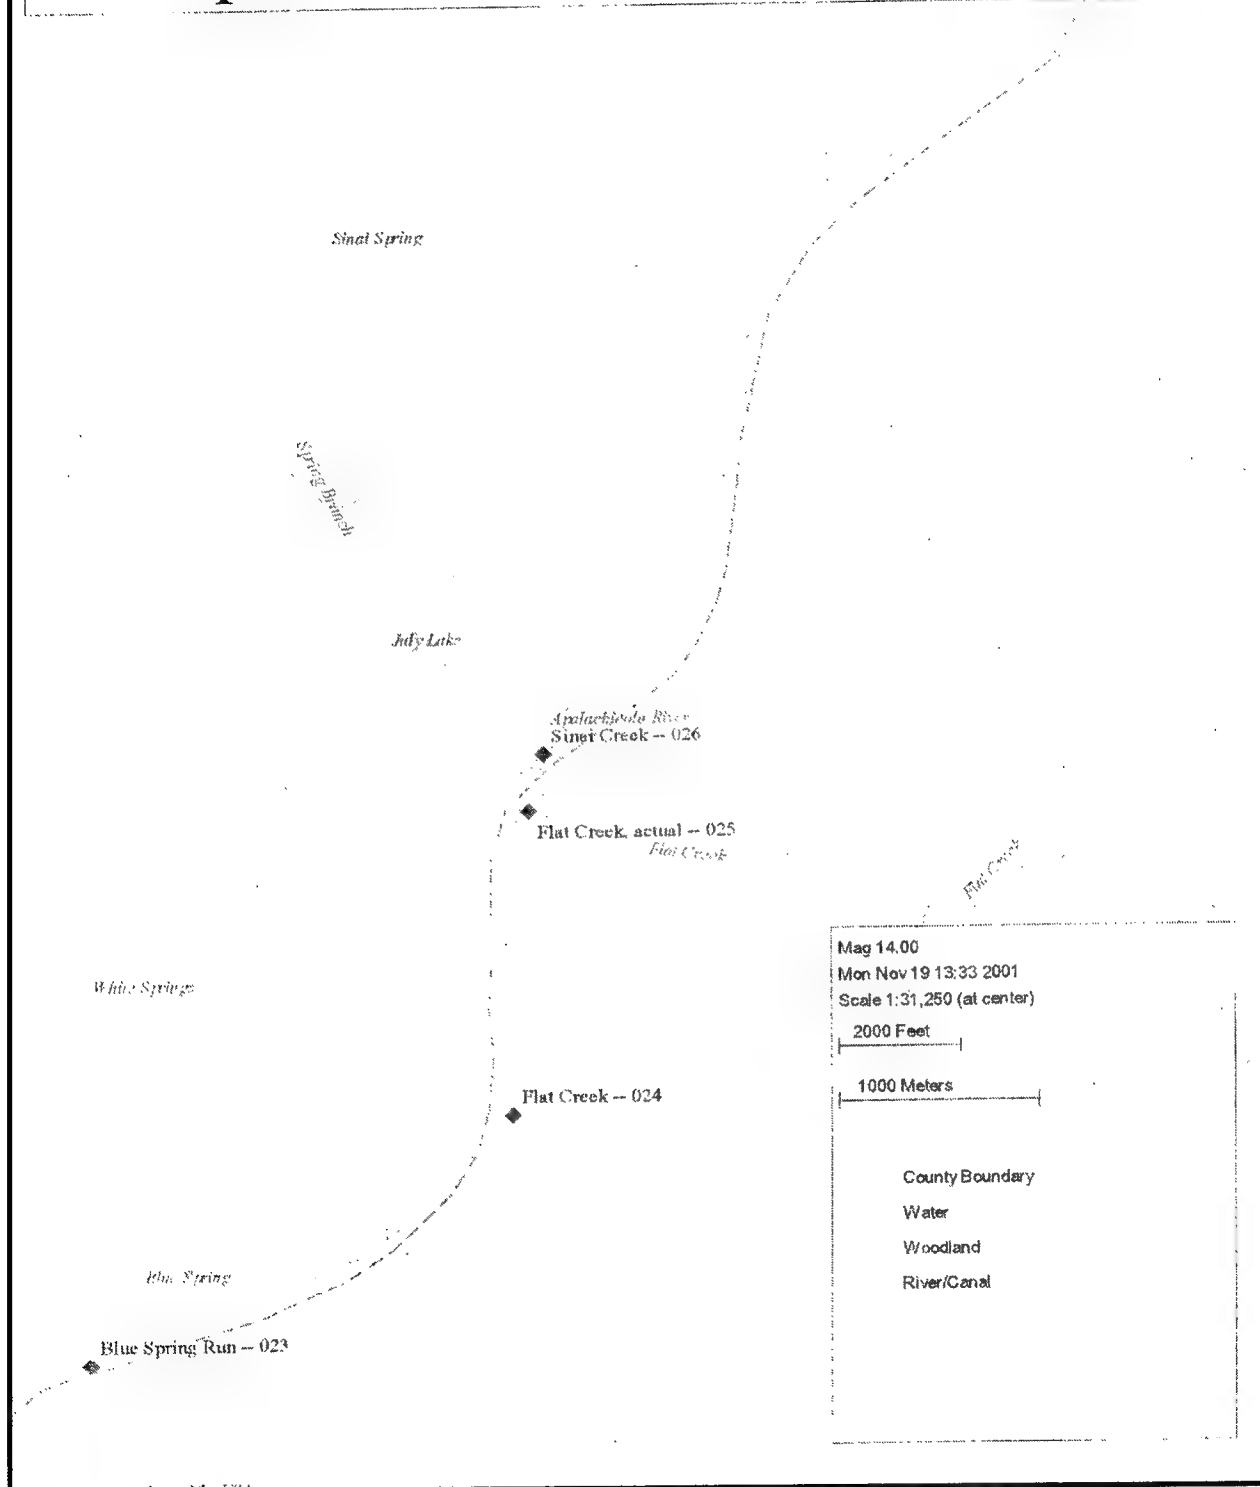 Sinai Spring
Spring Branch
Judy Lake
Apalachicola River
Sinai Creek -- 026
Flat Creek, actual -- 025
Flat Creek
Flat Creek
Mag 14.00
Mon Nov 19 13:33 2001
Scale 1:31,250 (at center)
White Springs
2000 Feet
1000 Meters
Flat Creek -- 024
County Boundary
Water
Woodland
River/Canal
Blue Spring
Blue Spring Run -- 023